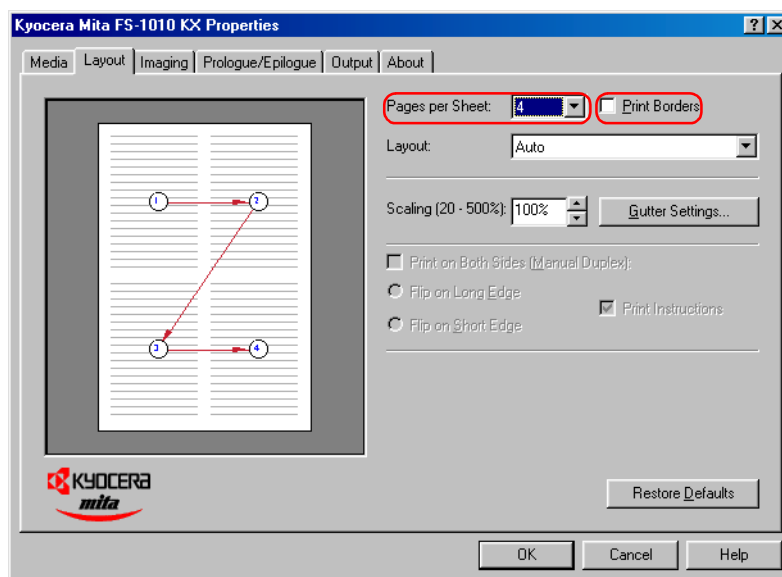 Kyocera Mita FS-1010 KX Properties
Media Layout Imaging Prologue/Epilogue Output About
Pages per Sheet: 4 Print Borders
Layout: Auto
Scaling (20 - 500%): 100% Gutter Settings...
Print on Both Sides (Manual Duplex):
Flip on Long Edge
Print Instructions
Flip on Short Edge
1 2
3 4
KYOCERA
mita
Restore Defaults
OK Cancel Help